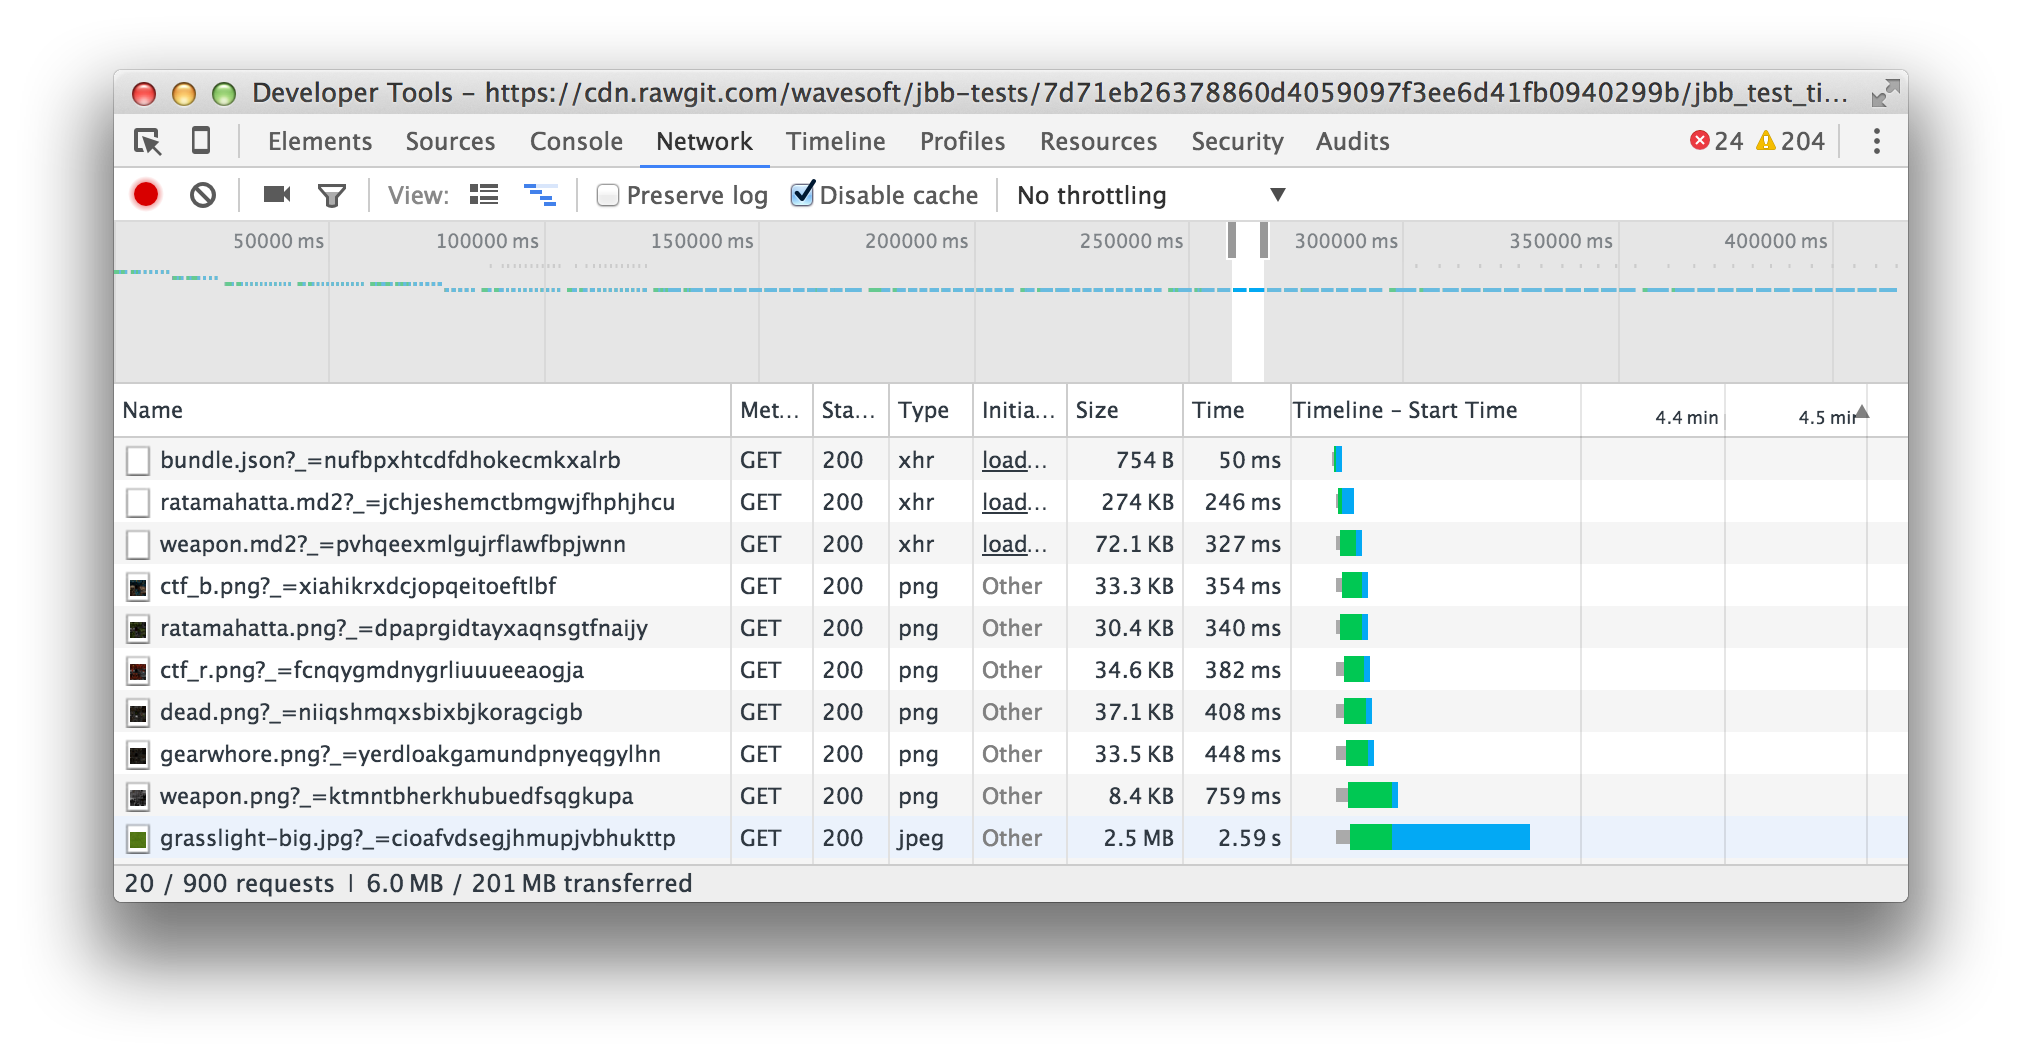 Developer Tools - https://cdn.rawgit.com/wavesoft/jbb-tests/7d71eb26378860d4059097f3ee6d41fb0940299b/jbb_test_ti...
Elements Sources Console Network Timeline Profiles Resources Security Audits 24 204
View: Preserve log Disable cache No throttling
50000 ms 100000 ms 150000 ms 200000 ms 250000 ms 300000 ms 350000 ms 400000 ms
Name Met... Sta... Type Initia... Size Time Timeline – Start Time 4.4 min 4.5 min
bundle.json?_=nufbpxhtcdfdhokecmkxalrb GET 200 xhr load... 754 B 50 ms
ratamahatta.md2?_=jchjeshemctbmgwjfhphjhcu GET 200 xhr load... 274 KB 246 ms
weapon.md2?_=pvhqeexmlgujrflawfbpjwnn GET 200 xhr load... 72.1 KB 327 ms
ctf_b.png?_=xiahikrxdcjopqeitoeftlbf GET 200 png Other 33.3 KB 354 ms
ratamahatta.png?_=dpaprgidtayxaqnsgtfnaijy GET 200 png Other 30.4 KB 340 ms
ctf_r.png?_=fcnqygmdnygrliuuueeaogja GET 200 png Other 34.6 KB 382 ms
dead.png?_=niiqshmqxsbixbjkoragcigb GET 200 png Other 37.1 KB 408 ms
gearwhore.png?_=yerdloakgamundpnyeqgylhn GET 200 png Other 33.5 KB 448 ms
weapon.png?_=ktmntbherkhubuedfsqgkupa GET 200 png Other 8.4 KB 759 ms
grasslight-big.jpg?_=cioafvdsegjhmupjvbhukttp GET 200 jpeg Other 2.5 MB 2.59 s
20 / 900 requests | 6.0 MB / 201 MB transferred